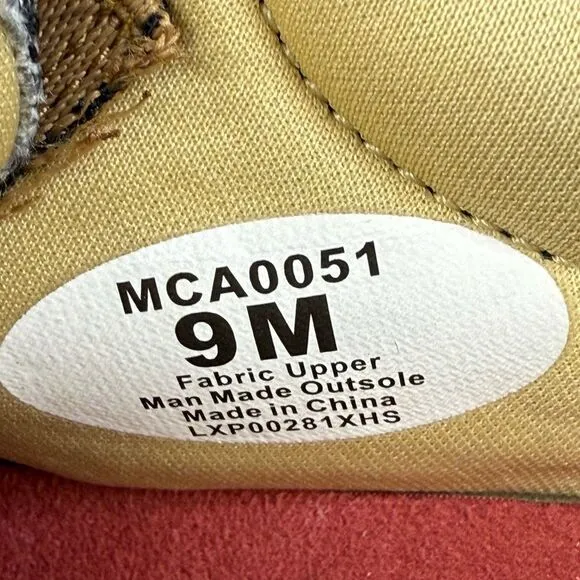 MCA0051
9M
Fabric Upper
Man Made Outsole
Made in China
LXP00281XHS